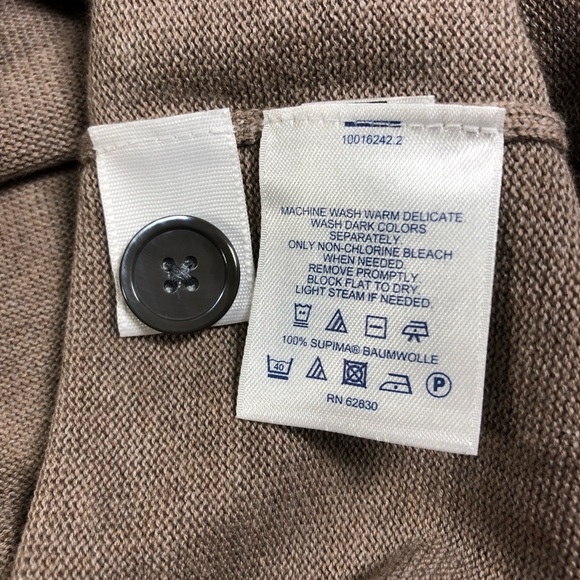 10016242.2
MACHINE WASH WARM DELICATE.
WASH DARK COLORS
SEPARATELY.
ONLY NON-CHLORINE BLEACH
WHEN NEEDED.
REMOVE PROMPTLY.
BLOCK FLAT TO DRY.
LIGHT STEAM IF NEEDED.
100% SUPIMA® BAUMWOLLE
40 P
RN 62830